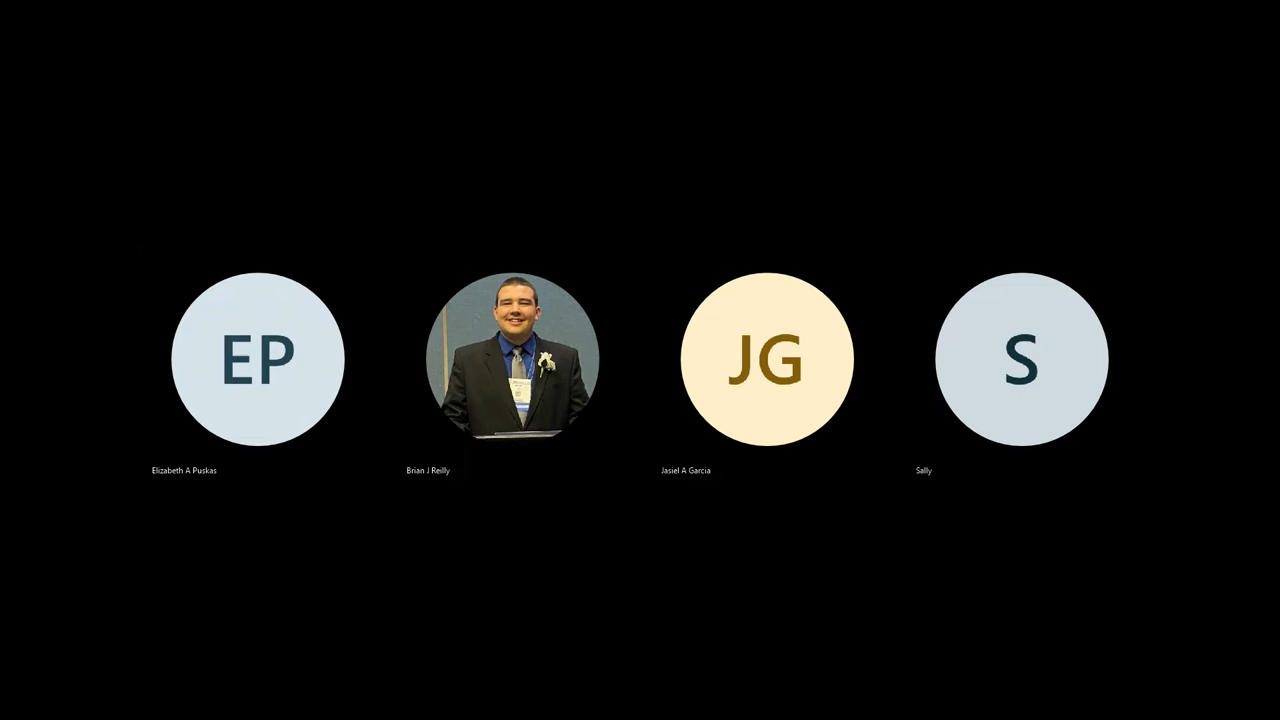 EP
JG
S
Elizabeth A Puskas
Brian J Reilly
Jasiel A Garcia
Sally